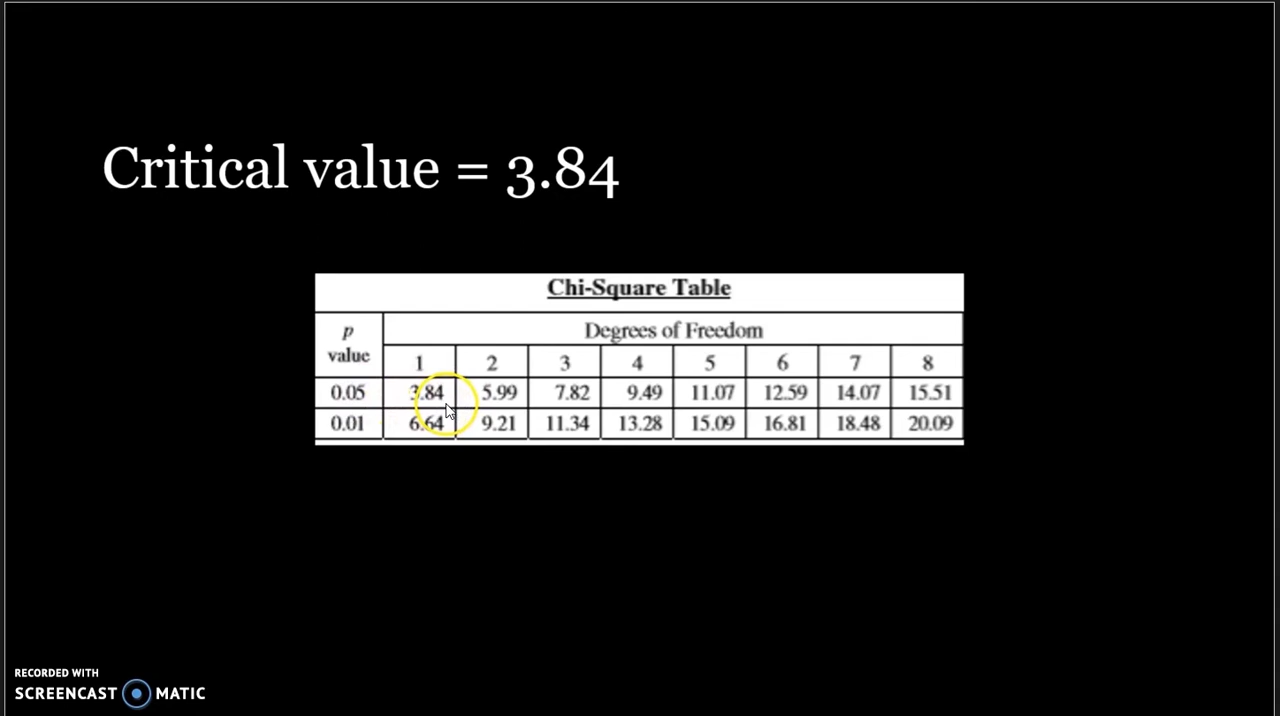 Critical value = 3.84
Chi-Square Table
p value Degrees of Freedom
1 2 3 4 5 6 7 8
0.05 3.84 5.99 7.82 9.49 11.07 12.59 14.07 15.51
0.01 6.64 9.21 11.34 13.28 15.09 16.81 18.48 20.09
RECORDED WITH
SCREENCAST MATIC